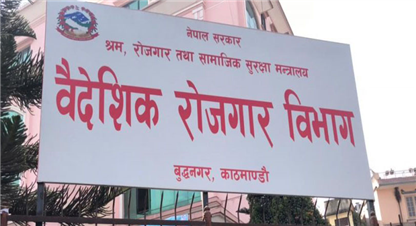 नेपाल सरकार
श्रम, रोजगार तथा सामाजिक सुरक्षा मन्त्रालय
वैदेशिक रोजगार विभाग
बुद्धनगर, काठमाण्डौ